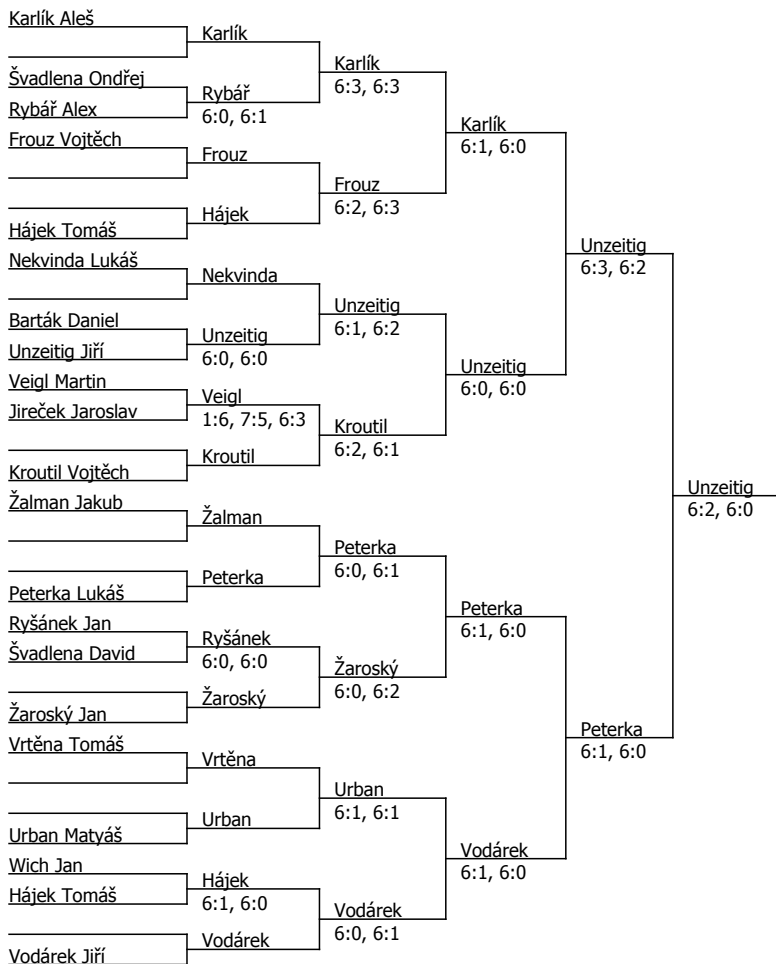 Karlík Aleš
Karlík
Karlík
6:3, 6:3
Švadlena Ondřej
Rybář Alex
Rybář
6:0, 6:1
Karlík
6:1, 6:0
Frouz Vojtěch
Frouz
Frouz
6:2, 6:3
Hájek
Hájek Tomáš
Unzeitig
6:3, 6:2
Nekvinda Lukáš
Nekvinda
Unzeitig
6:1, 6:2
Barták Daniel
Unzeitig Jiří
Unzeitig
6:0, 6:0
Unzeitig
6:0, 6:0
Veigl Martin
Jireček Jaroslav
Veigl
1:6, 7:5, 6:3
Kroutil
6:2, 6:1
Kroutil
Kroutil Vojtěch
Unzeitig
6:2, 6:0
Žalman Jakub
Žalman
Peterka
6:0, 6:1
Peterka
Peterka Lukáš
Peterka
6:1, 6:0
Ryšánek Jan
Švadlena David
Ryšánek
6:0, 6:0
Žaroský
6:0, 6:2
Žaroský
Žaroský Jan
Peterka
6:1, 6:0
Vrtěna Tomáš
Vrtěna
Urban
6:1, 6:1
Urban
Urban Matyáš
Vodárek
6:1, 6:0
Wich Jan
Hájek Tomáš
Hájek
6:1, 6:0
Vodárek
6:0, 6:1
Vodárek
Vodárek Jiří